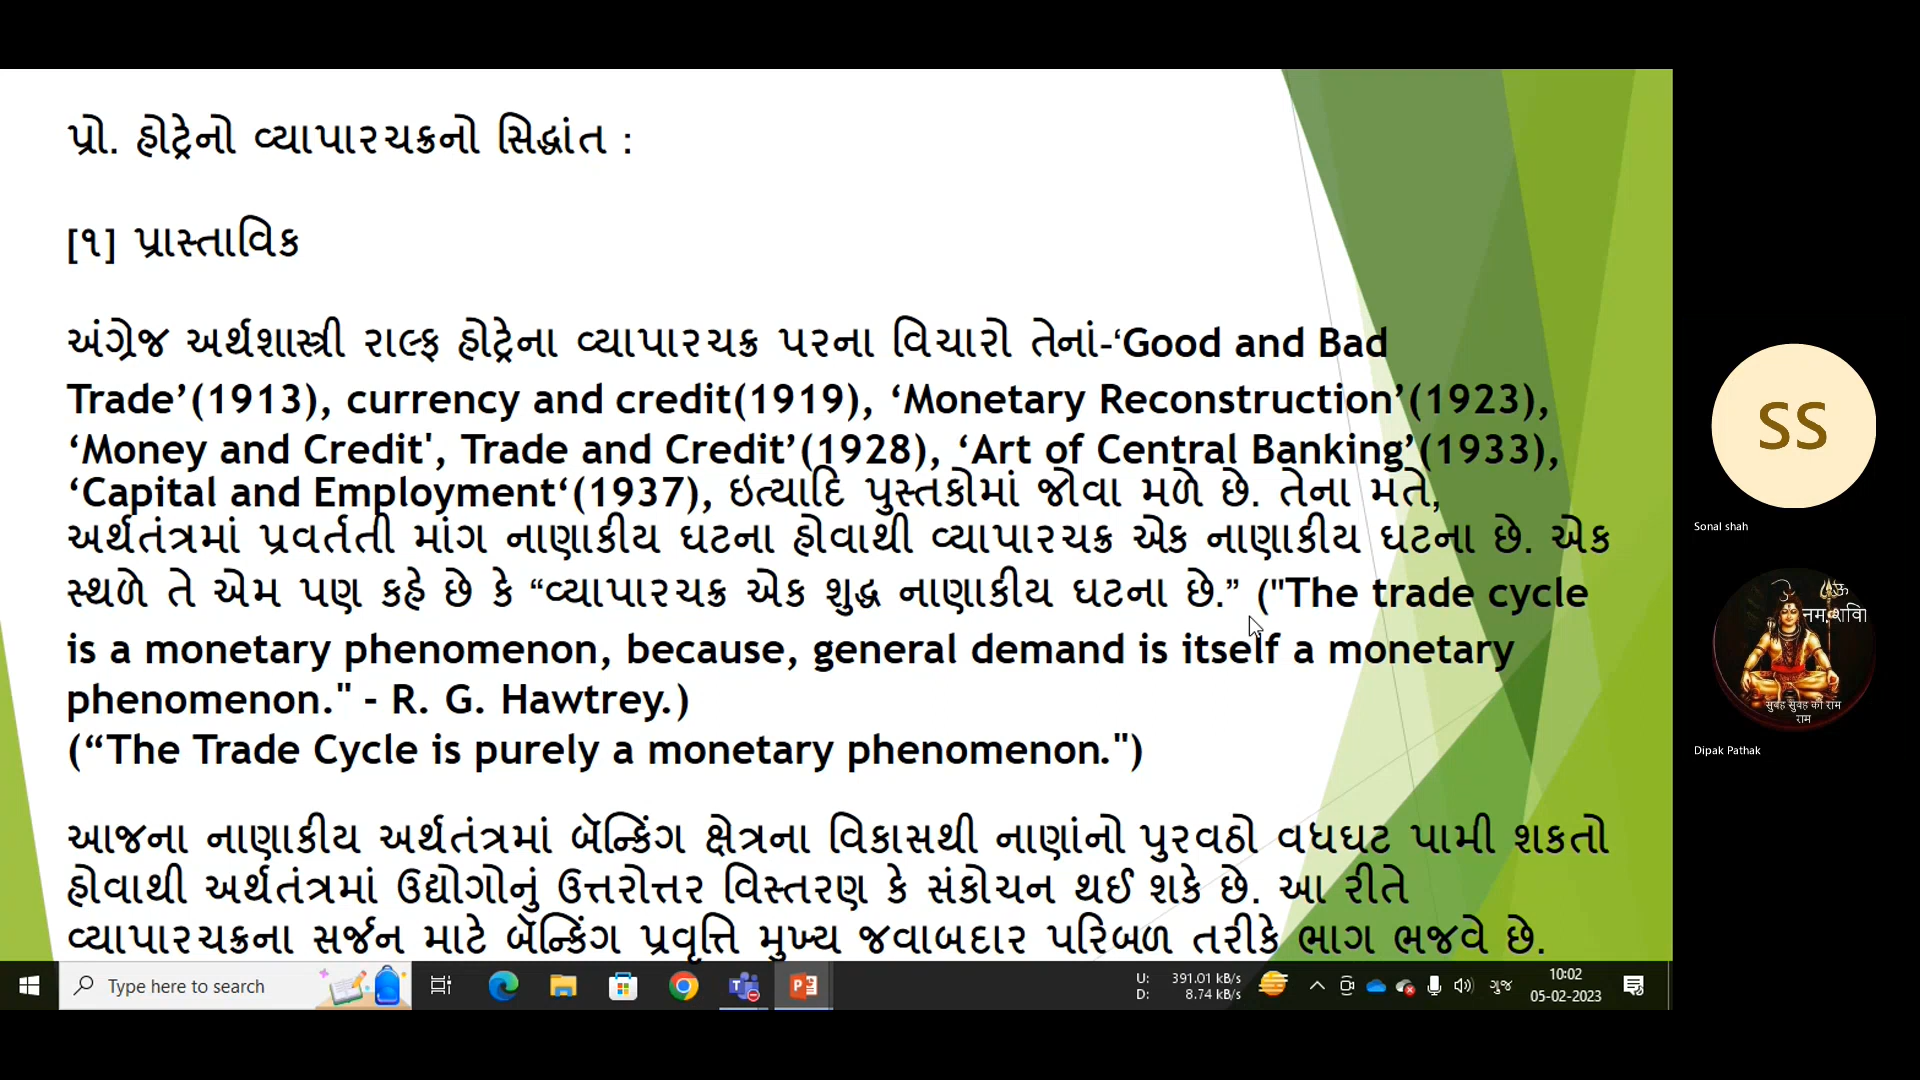 પ્રો. હોટ્રેનો વ્યાપારચક્રનો સિદ્ધાંત :
[૧] પ્રાસ્તાવિક
અંગ્રેજ અર્થશાસ્ત્રી રાલ્ફ હોટ્રેના વ્યાપારચક્ર પરના વિચારો તેનાં-‘Good and Bad
Trade’(1913), currency and credit(1919), ‘Monetary Reconstruction’(1923),
‘Money and Credit', Trade and Credit’(1928), ‘Art of Central Banking’(1933),
‘Capital and Employment‘(1937), ઇત્યાદિ પુસ્તકોમાં જોવા મળે છે. તેના મતે,
અર્થતંત્રમાં પ્રવર્તતી માંગ નાણાકીય ઘટના હોવાથી વ્યાપારચક્ર એક નાણાકીય ઘટના છે. એક
સ્થળે તે એમ પણ કહે છે કે “વ્યાપારચક્ર એક શુદ્ધ નાણાકીય ઘટના છે.” ("The trade cycle
is a monetary phenomenon, because, general demand is itself a monetary
phenomenon." - R. G. Hawtrey.)
(“The Trade Cycle is purely a monetary phenomenon.")
આજના નાણાકીય અર્થતંત્રમાં બૅન્કિંગ ક્ષેત્રના વિકાસથી નાણાંનો પુરવઠો વધઘટ પામી શકતો
હોવાથી અર્થતંત્રમાં ઉદ્યોગોનું ઉત્તરોત્તર વિસ્તરણ કે સંકોચન થઈ શકે છે. આ રીતે
વ્યાપારચક્રના સર્જન માટે બૅન્કિંગ પ્રવૃત્તિ મુખ્ય જવાબદાર પરિબળ તરીકે ભાગ ભજવે છે.
SS
Sonal shah
ॐ
नमः शिवाय
सुबह सुबह की राम
राम
Dipak Pathak
Type here to search
U: 391.01 kB/s
D: 8.74 kB/s
ગુજ
10:02
05-02-2023